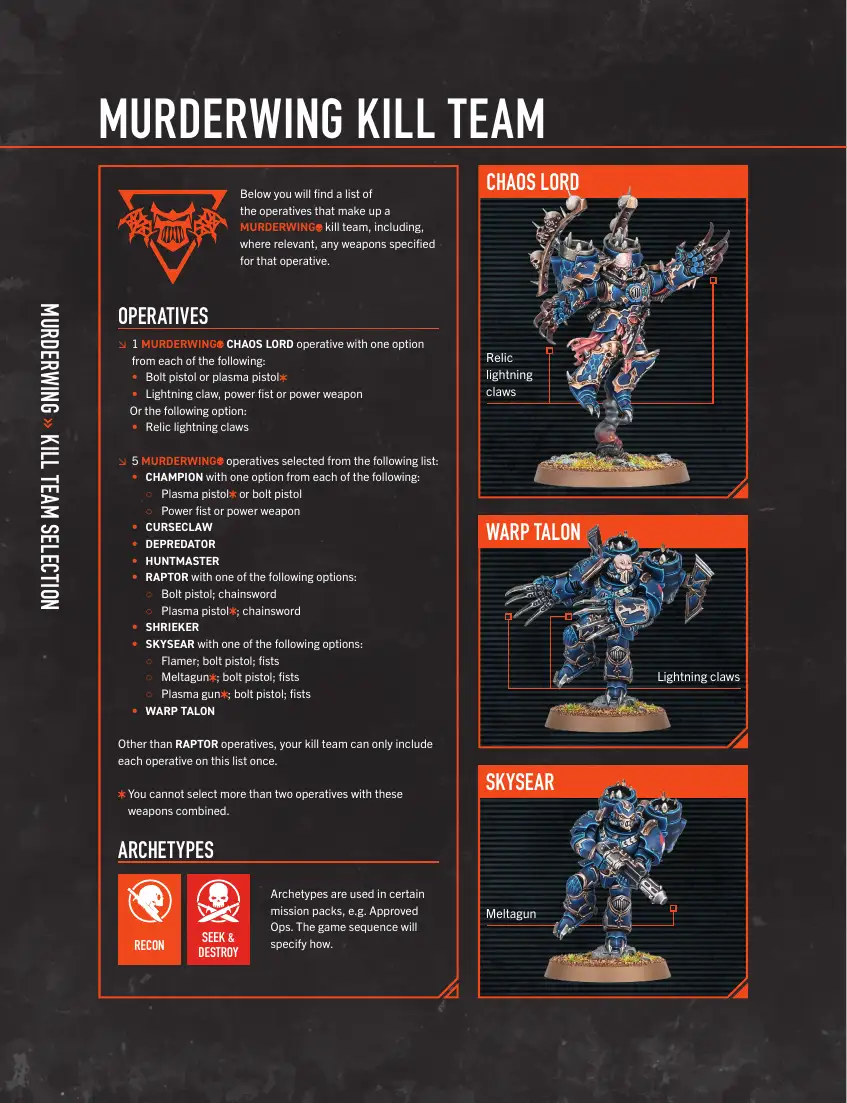 MURDERWING KILL TEAM
Below you will find a list of
the operatives that make up a
MURDERWING kill team, including,
where relevant, any weapons specified
for that operative.
OPERATIVES
↘ 1 MURDERWING CHAOS LORD operative with one option
from each of the following:
• Bolt pistol or plasma pistol*
• Lightning claw, power fist or power weapon
Or the following option:
• Relic lightning claws
↘ 5 MURDERWING operatives selected from the following list:
• CHAMPION with one option from each of the following:
○ Plasma pistol* or bolt pistol
○ Power fist or power weapon
• CURSECLAW
• DEPREDATOR
• HUNTMASTER
• RAPTOR with one of the following options:
○ Bolt pistol; chainsword
○ Plasma pistol*; chainsword
• SHRIEKER
• SKYSEAR with one of the following options:
○ Flamer; bolt pistol; fists
○ Meltagun*; bolt pistol; fists
○ Plasma gun*; bolt pistol; fists
• WARP TALON
Other than RAPTOR operatives, your kill team can only include
each operative on this list once.
* You cannot select more than two operatives with these
weapons combined.
ARCHETYPES
RECON
SEEK &
DESTROY
Archetypes are used in certain
mission packs, e.g. Approved
Ops. The game sequence will
specify how.
CHAOS LORD
Relic
lightning
claws
WARP TALON
Lightning claws
SKYSEAR
Meltagun
MURDERWING » KILL TEAM SELECTION